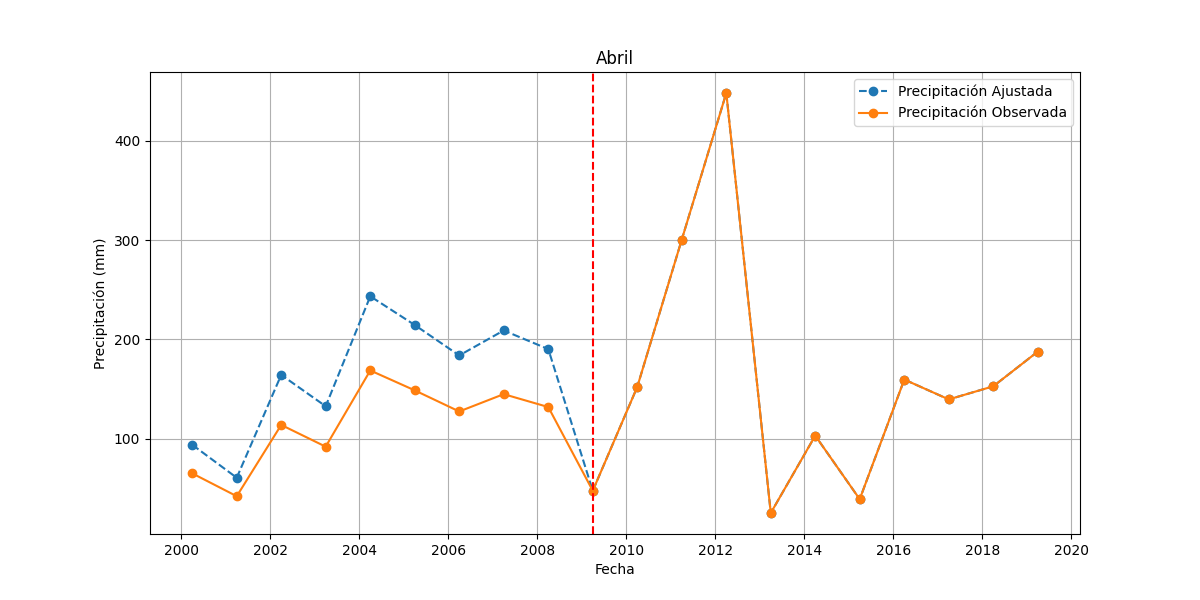 Abril
Precipitación Ajustada
Precipitación Observada
Precipitación (mm)
400
300
200
100
2000 2002 2004 2006 2008 2010 2012 2014 2016 2018 2020
Fecha